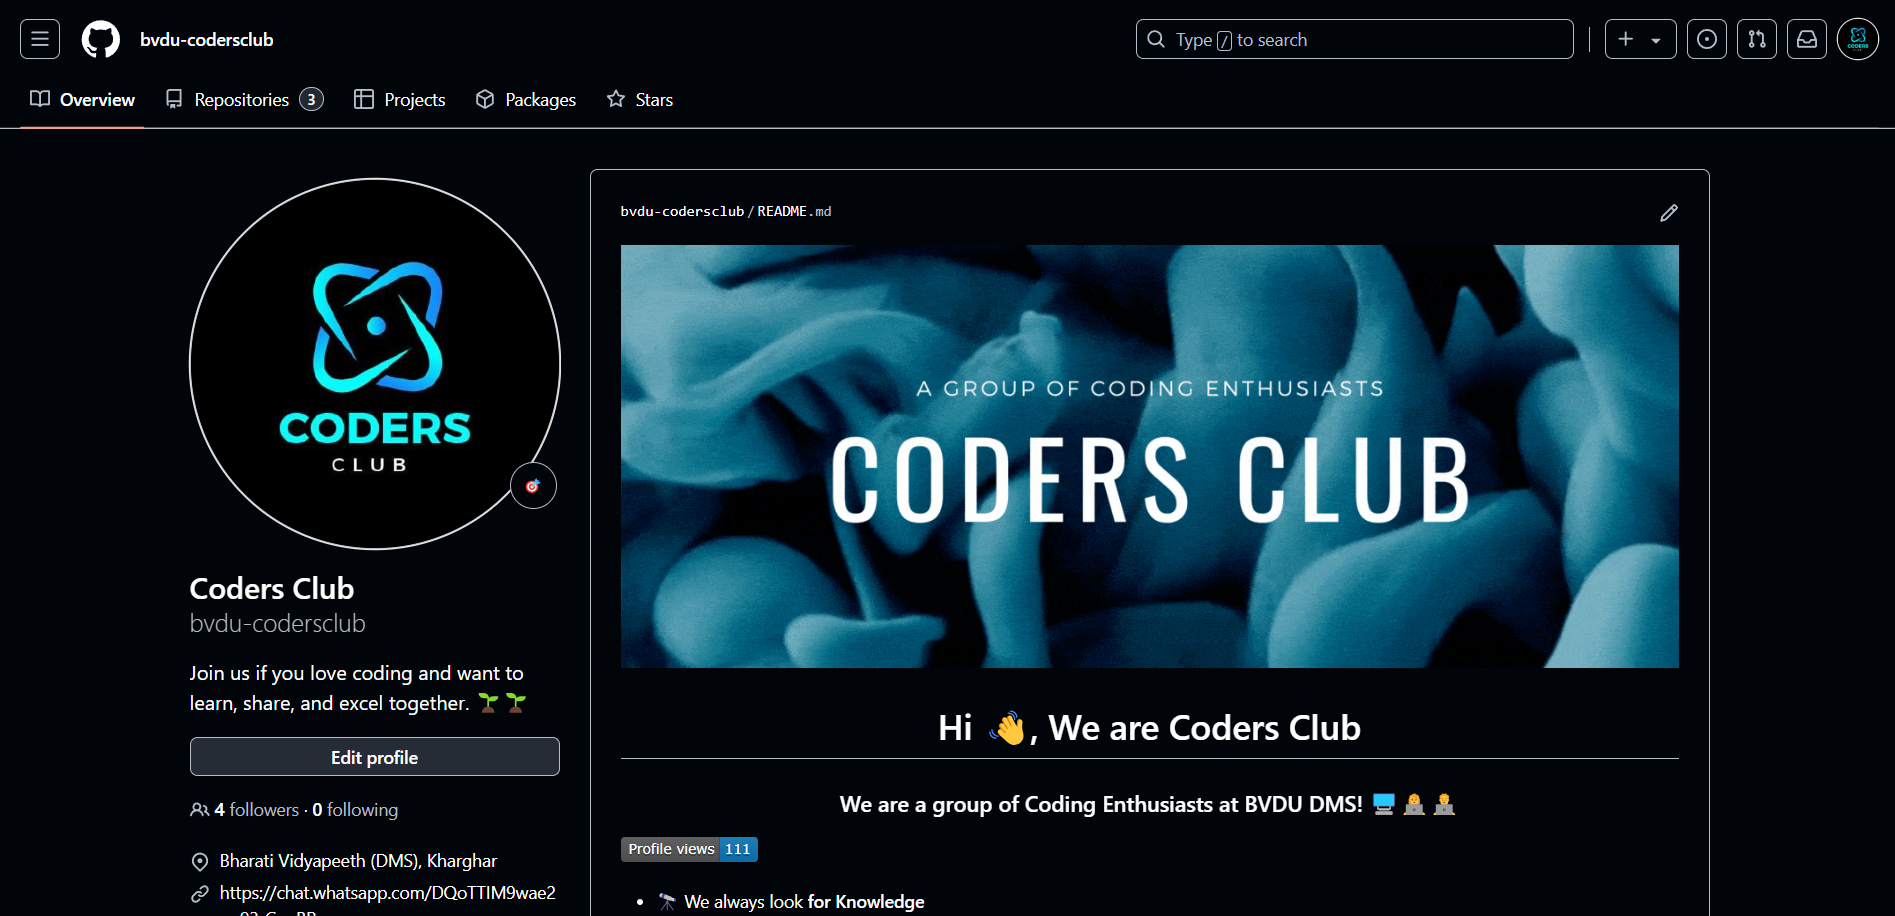 bvdu-codersclub
Type / to search
Overview
Repositories 3
Projects
Packages
Stars
CODERS
CLUB
CODERS
CLUB
Coders Club
bvdu-codersclub
Join us if you love coding and want to
learn, share, and excel together. 🌱 🌱
Edit profile
4 followers · 0 following
Bharati Vidyapeeth (DMS), Kharghar
https://chat.whatsapp.com/DQoTTIM9wae2
bvdu-codersclub/README.md
A GROUP OF CODING ENTHUSIASTS
CODERS CLUB
Hi 👋, We are Coders Club
We are a group of Coding Enthusiasts at BVDU DMS! 🖥️ 👩‍💻 👨‍💻
Profile views 111
• 🔭 We always look for Knowledge